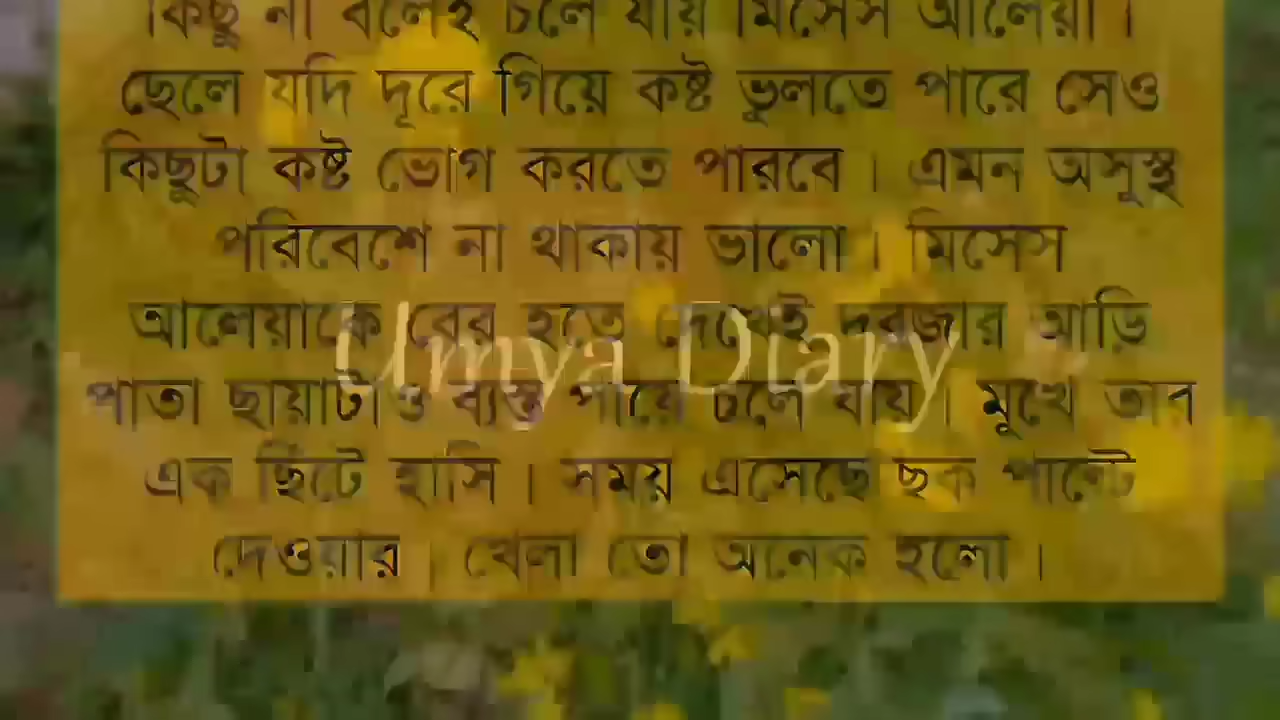 কিছু না বলেই চলে যায় মিসেস আলেয়া।
ছেলে যদি দূরে গিয়ে কষ্ট ভুলতে পারে সেও
কিছুটা কষ্ট ভোগ করতে পারবে। এমন অসুস্থ
পরিবেশে না থাকায় ভালো। মিসেস
আলেয়াকে বের হতে দেখেই দরজার আড়ি
Umya Diary
পাতা ছায়াটাও ব্যস্ত পায়ে চলে যায়। মুখে তার
এক ছিঁটে হাসি। সময় এসেছে ছক পাল্টে
দেওয়ার। খেলা তো অনেক হলো।